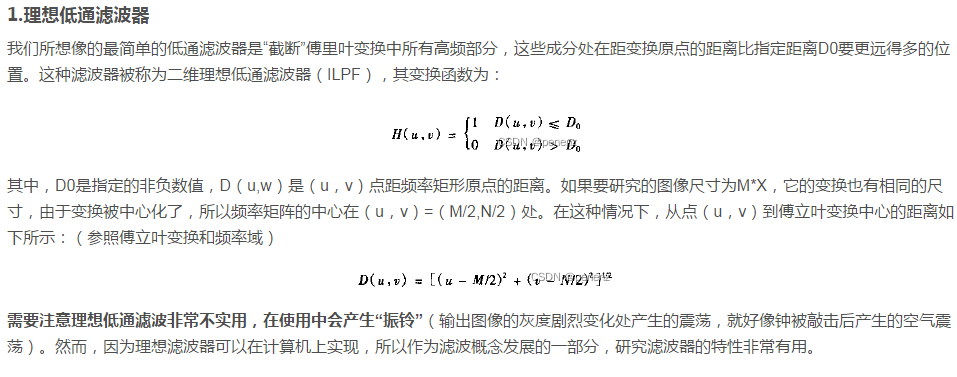 1.理想低通滤波器
我们所想像的最简单的低通滤波器是“截断”傅里叶变换中所有高频部分，这些成分处在距变换原点的距离比指定距离D0要更远得多的位
置。这种滤波器被称为二维理想低通滤波器（ILPF），其变换函数为：
H(u,v) = {1 D(u,v) ≤ D₀
0 D(u,v) > D₀
CSDN @
其中，D0是指定的非负数值，D（u,w）是（u，v）点距频率矩形原点的距离。如果要研究的图像尺寸为M*X，它的变换也有相同的尺
寸，由于变换被中心化了，所以频率矩阵的中心在（u，v）=（M/2,N/2）处。在这种情况下，从点（u，v）到傅立叶变换中心的距离如
下所示：（参照傅立叶变换和频率域）
D(u,v) = [(u − M/2)² + (v − N/2)²]^1/2
CSDN @
需要注意理想低通滤波非常不实用，在使用中会产生“振铃”（输出图像的灰度剧烈变化处产生的震荡，就好像钟被敲击后产生的空气震
荡）。然而，因为理想滤波器可以在计算机上实现，所以作为滤波概念发展的一部分，研究滤波器的特性非常有用。